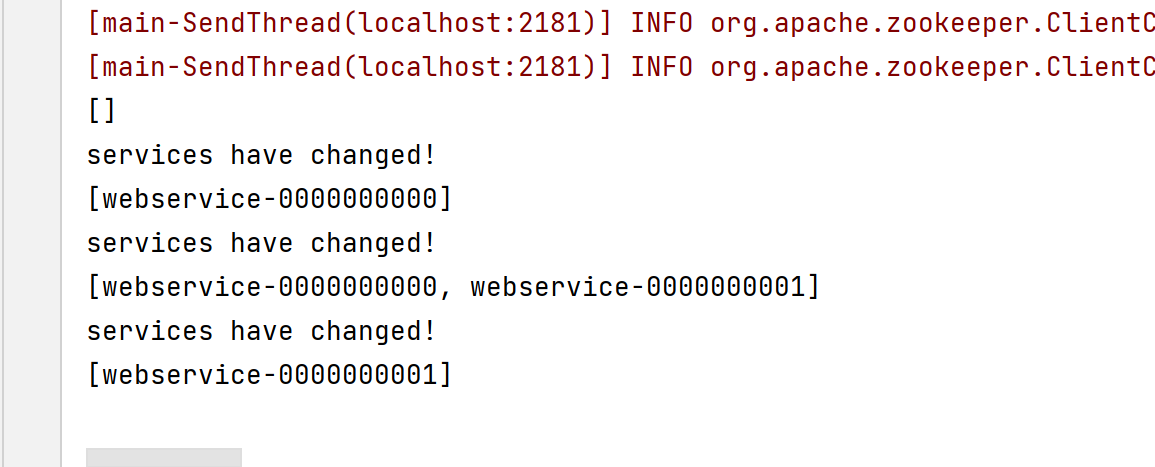 [main-SendThread(localhost:2181)] INFO org.apache.zookeeper.ClientC
[main-SendThread(localhost:2181)] INFO org.apache.zookeeper.ClientC
[]
services have changed!
[webservice-0000000000]
services have changed!
[webservice-0000000000, webservice-0000000001]
services have changed!
[webservice-0000000001]